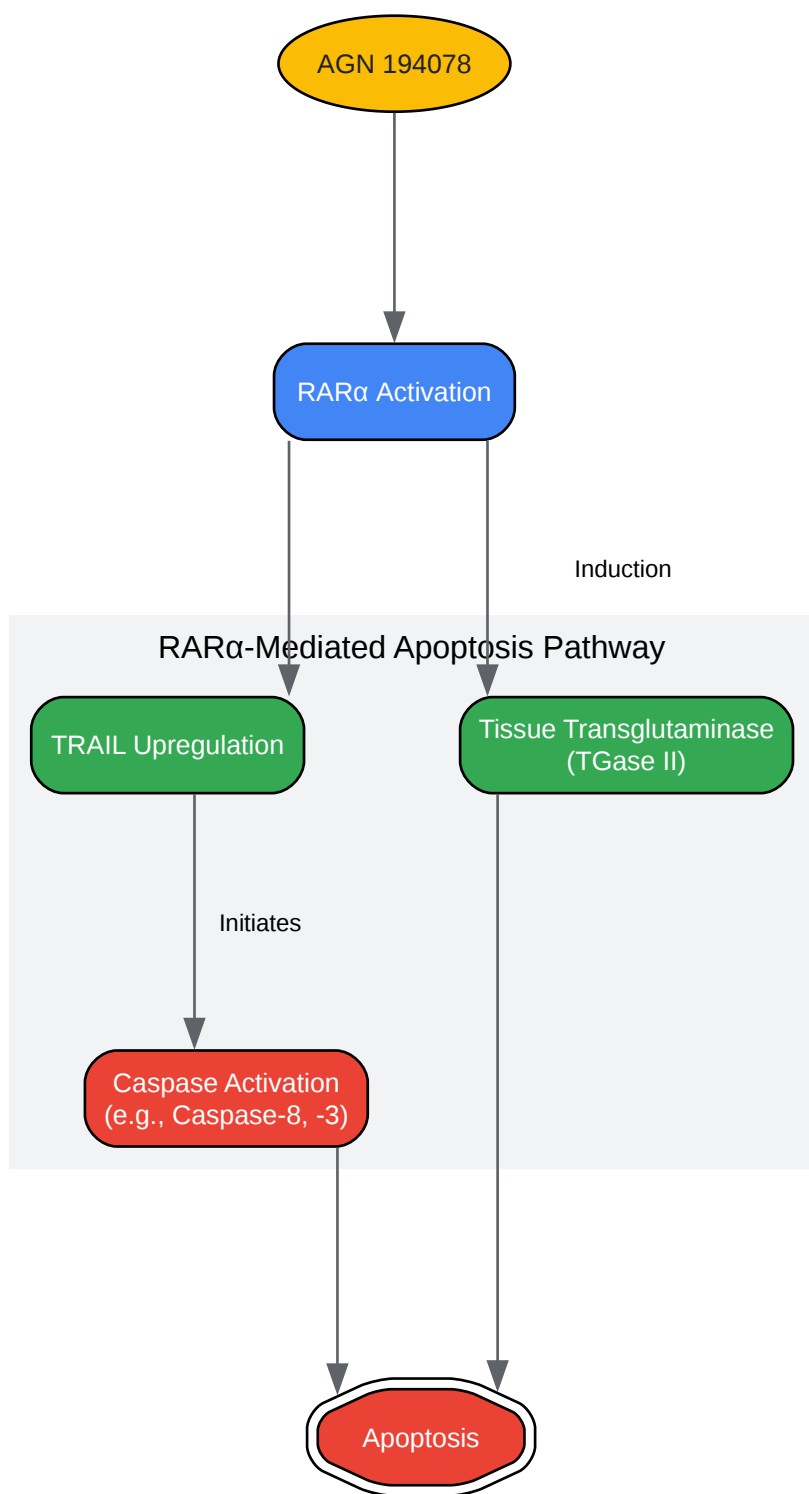 AGN 194078
RARα Activation
Induction
RARα-Mediated Apoptosis Pathway
TRAIL Upregulation
Tissue Transglutaminase
(TGase II)
Initiates
Caspase Activation
(e.g., Caspase-8, -3)
Apoptosis